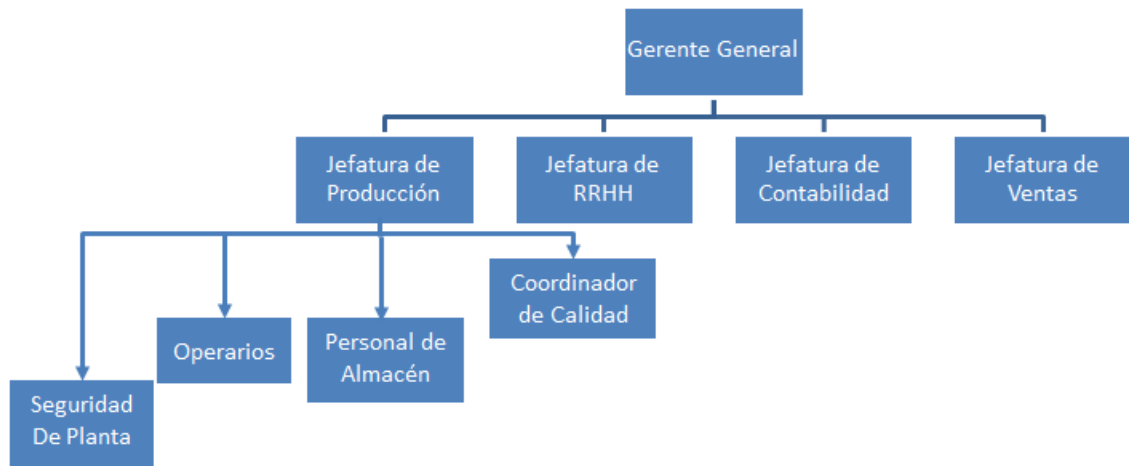 Gerente General
Jefatura de
Producción
Jefatura de
RRHH
Jefatura de
Contabilidad
Jefatura de
Ventas
Coordinador
de Calidad
Operarios
Personal de
Almacén
Seguridad
De Planta